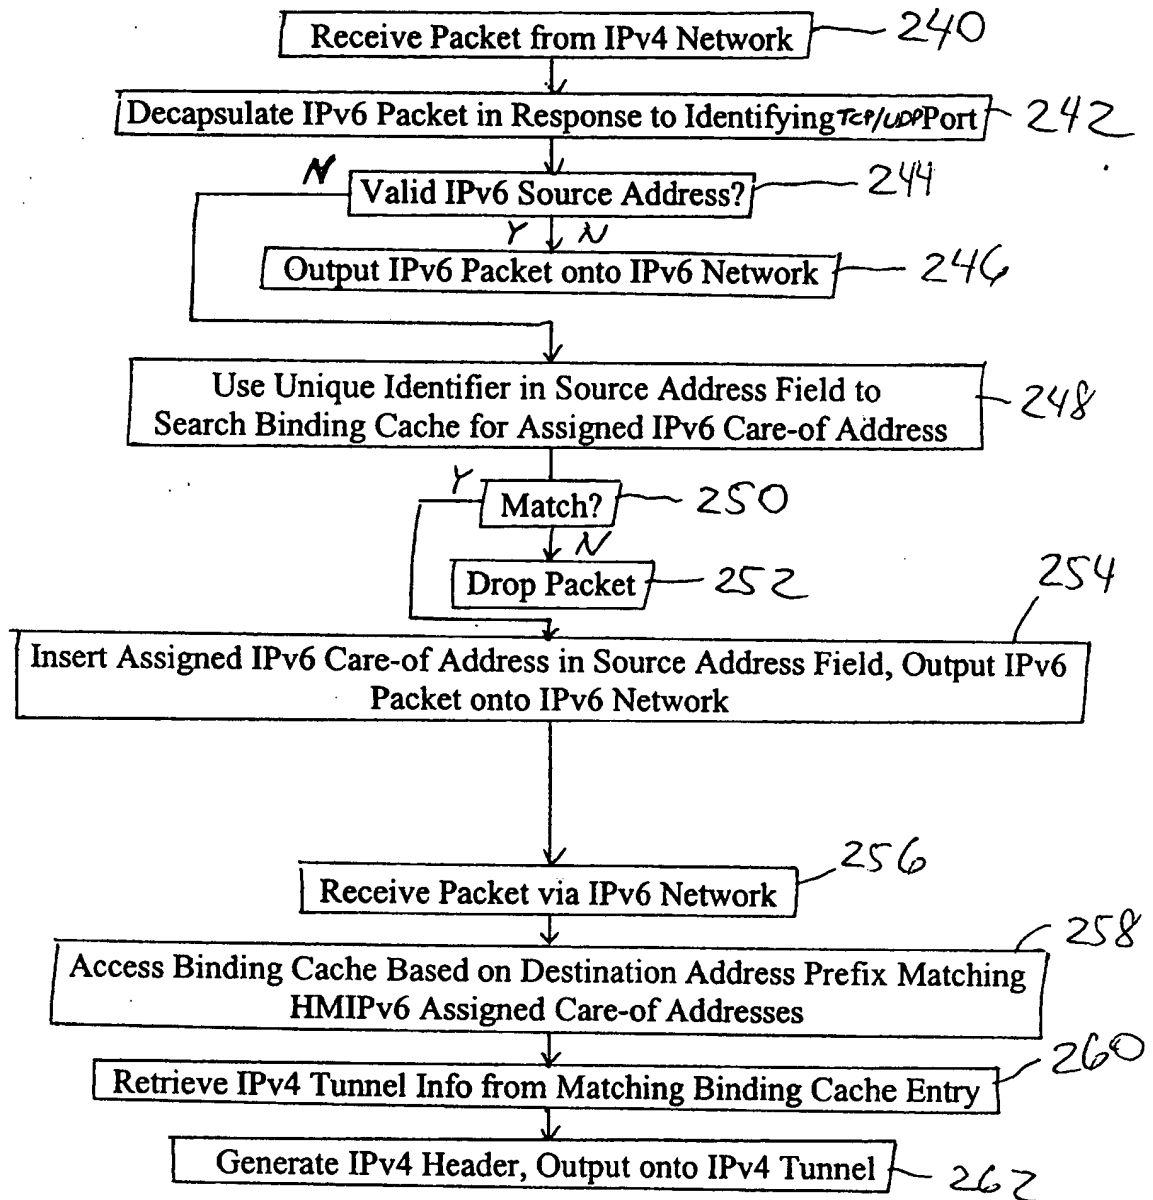 Receive Packet from IPv4 Network 240
Decapsulate IPv6 Packet in Response to Identifying TCP/UDP Port 242
N
Valid IPv6 Source Address? 244
Y N
Output IPv6 Packet onto IPv6 Network 246
Use Unique Identifier in Source Address Field to
Search Binding Cache for Assigned IPv6 Care-of Address
248
Y
Match? 250
N
Drop Packet 252
254
Insert Assigned IPv6 Care-of Address in Source Address Field, Output IPv6
Packet onto IPv6 Network
256
Receive Packet via IPv6 Network
258
Access Binding Cache Based on Destination Address Prefix Matching
HMIPv6 Assigned Care-of Addresses
260
Retrieve IPv4 Tunnel Info from Matching Binding Cache Entry
Generate IPv4 Header, Output onto IPv4 Tunnel 262